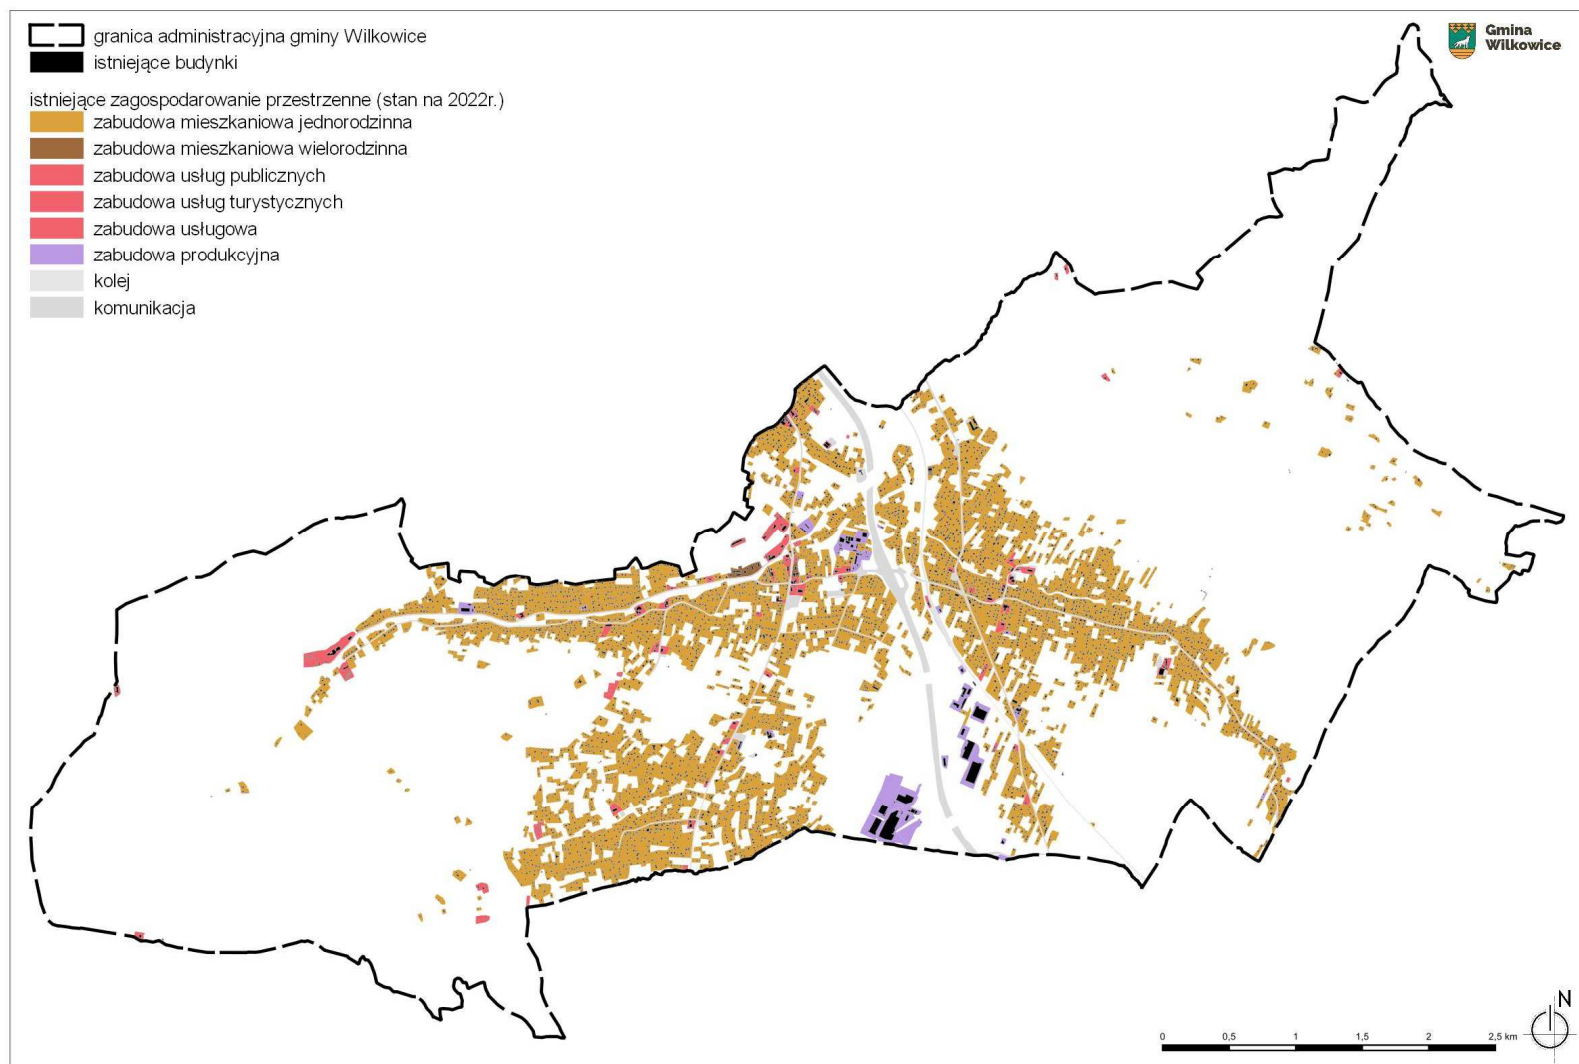 granica administracyjna gminy Wilkowice
istniejące budynki
istniejące zagospodarowanie przestrzenne (stan na 2022r.)
zabudowa mieszkaniowa jednorodzinna
zabudowa mieszkaniowa wielorodzinna
zabudowa usług publicznych
zabudowa usług turystycznych
zabudowa usługowa
zabudowa produkcyjna
kolej
komunikacja
Gmina
Wilkowice
N
0 0,5 1 1,5 2 2,5 km